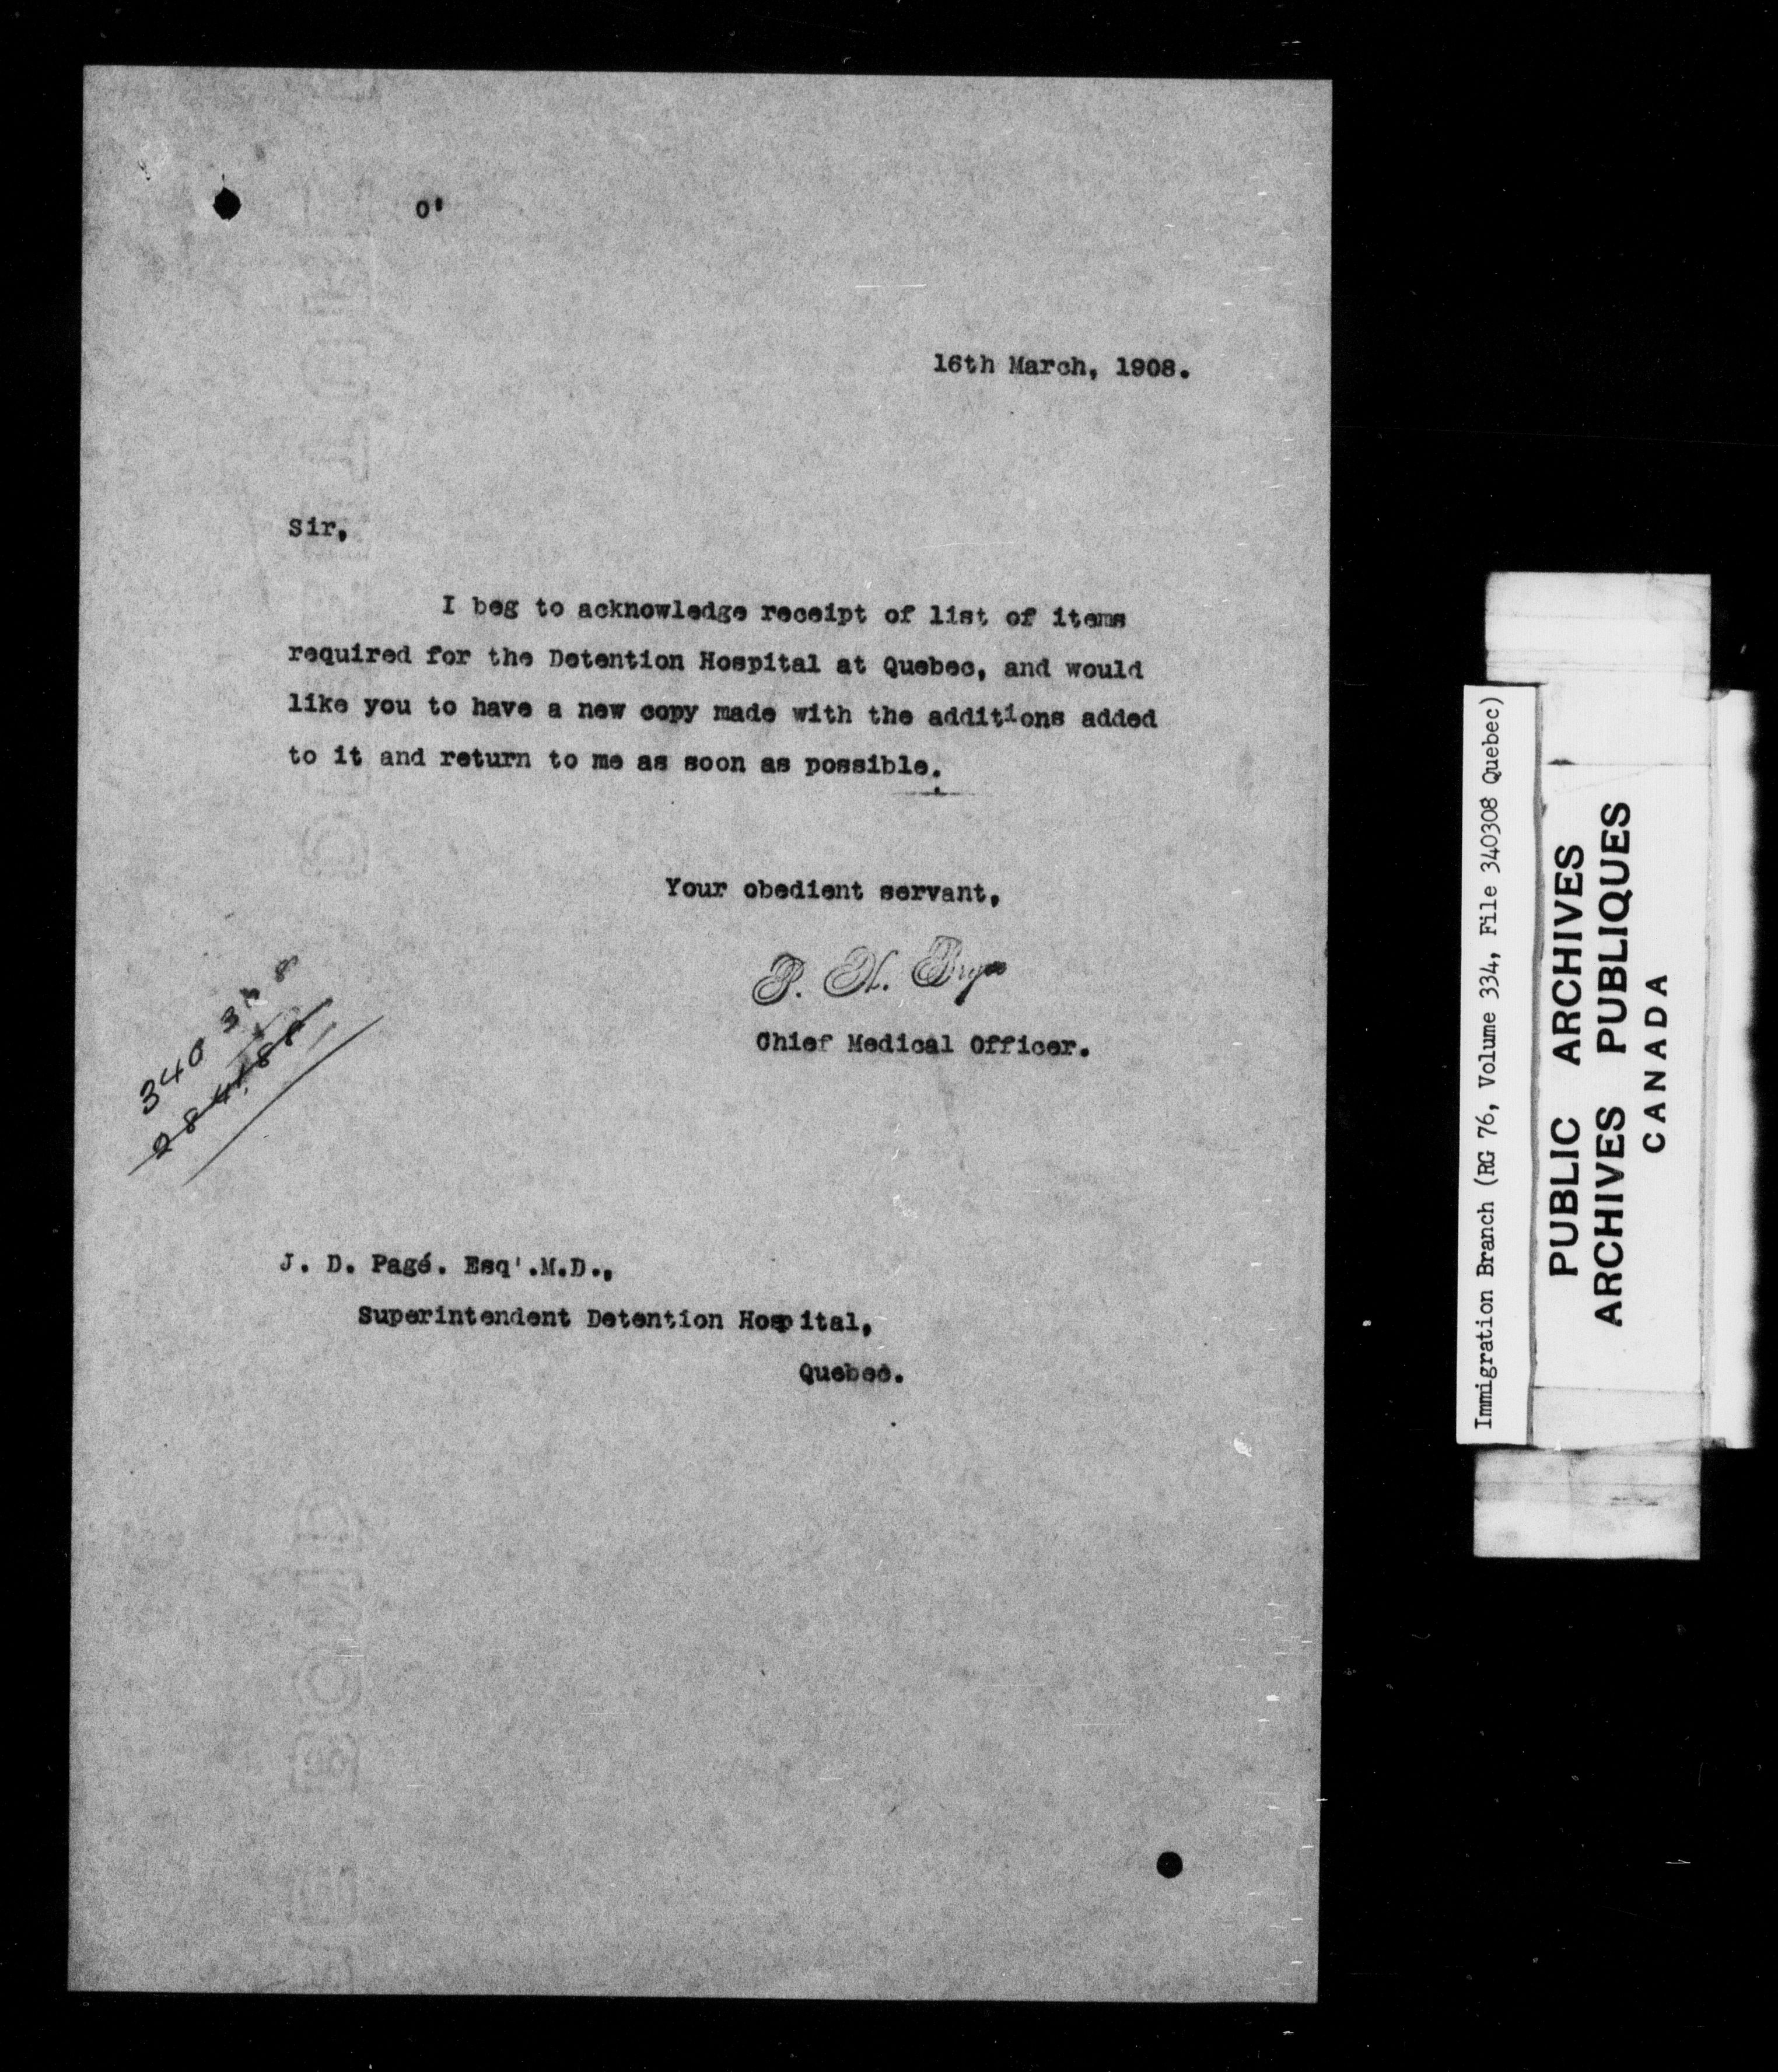 O'
16th March, 1908.
Sir,
I beg to acknowledge receipt of list of items
required for the Detention Hospital at Quebec, and would
like you to have a new copy made with the additions added
to it and return to me as soon as possible.
Your obedient servant,
P. H. Bryce
Chief Medical Officer.
340308
J. D. Pagé. Esq'.M.D.,
Superintendent Detention Hospital,
Quebec.
Immigration Branch (RG 76, Volume 334, File 340308 Quebec)
PUBLIC ARCHIVES
ARCHIVES PUBLIQUES
CANADA